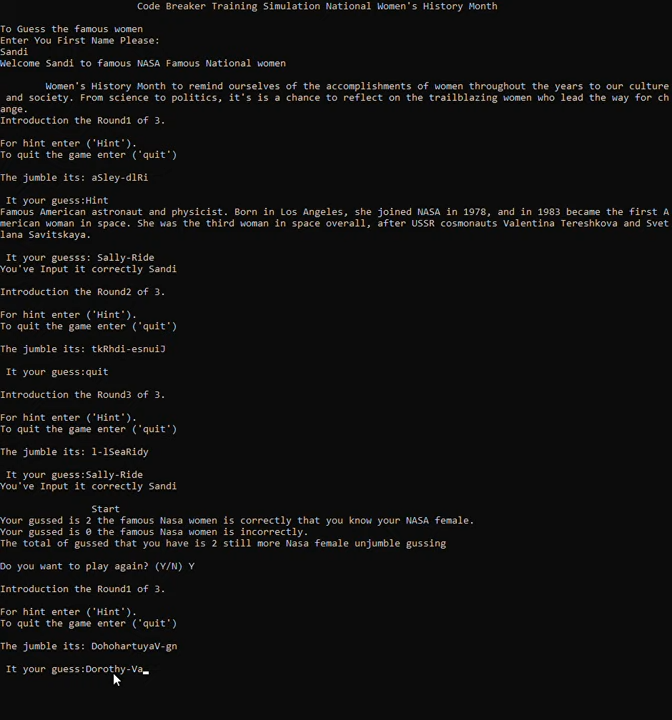 Code Breaker Training Simulation National Women's History Month
To Guess the famous women
Enter You First Name Please:
Sandi
Welcome Sandi to famous NASA Famous National women
Women's History Month to remind ourselves of the accomplishments of women throughout the years to our culture
and society. From science to politics, it's is a chance to reflect on the trailblazing women who lead the way for ch
ange.
Introduction the Round1 of 3.
For hint enter ('Hint').
To quit the game enter ('quit')
The jumble its: aSley-dlRi
It your guess:Hint
Famous American astronaut and physicist. Born in Los Angeles, she joined NASA in 1978, and in 1983 became the first A
merican woman in space. She was the third woman in space overall, after USSR cosmonauts Valentina Tereshkova and Svet
lana Savitskaya.
It your guesss: Sally-Ride
You've Input it correctly Sandi
Introduction the Round2 of 3.
For hint enter ('Hint').
To quit the game enter ('quit')
The jumble its: tkRhdi-esnuiJ
It your guess:quit
Introduction the Round3 of 3.
For hint enter ('Hint').
To quit the game enter ('quit')
The jumble its: l-lSeaRidy
It your guess:Sally-Ride
You've Input it correctly Sandi
Start
Your gussed is 2 the famous Nasa women is correctly that you know your NASA female.
Your gussed is 0 the famous Nasa women is incorrectly.
The total of gussed that you have is 2 still more Nasa female unjumble gussing
Do you want to play again? (Y/N) Y
Introduction the Round1 of 3.
For hint enter ('Hint').
To quit the game enter ('quit')
The jumble its: DohohartuyaV-gn
It your guess:Dorothy-Va